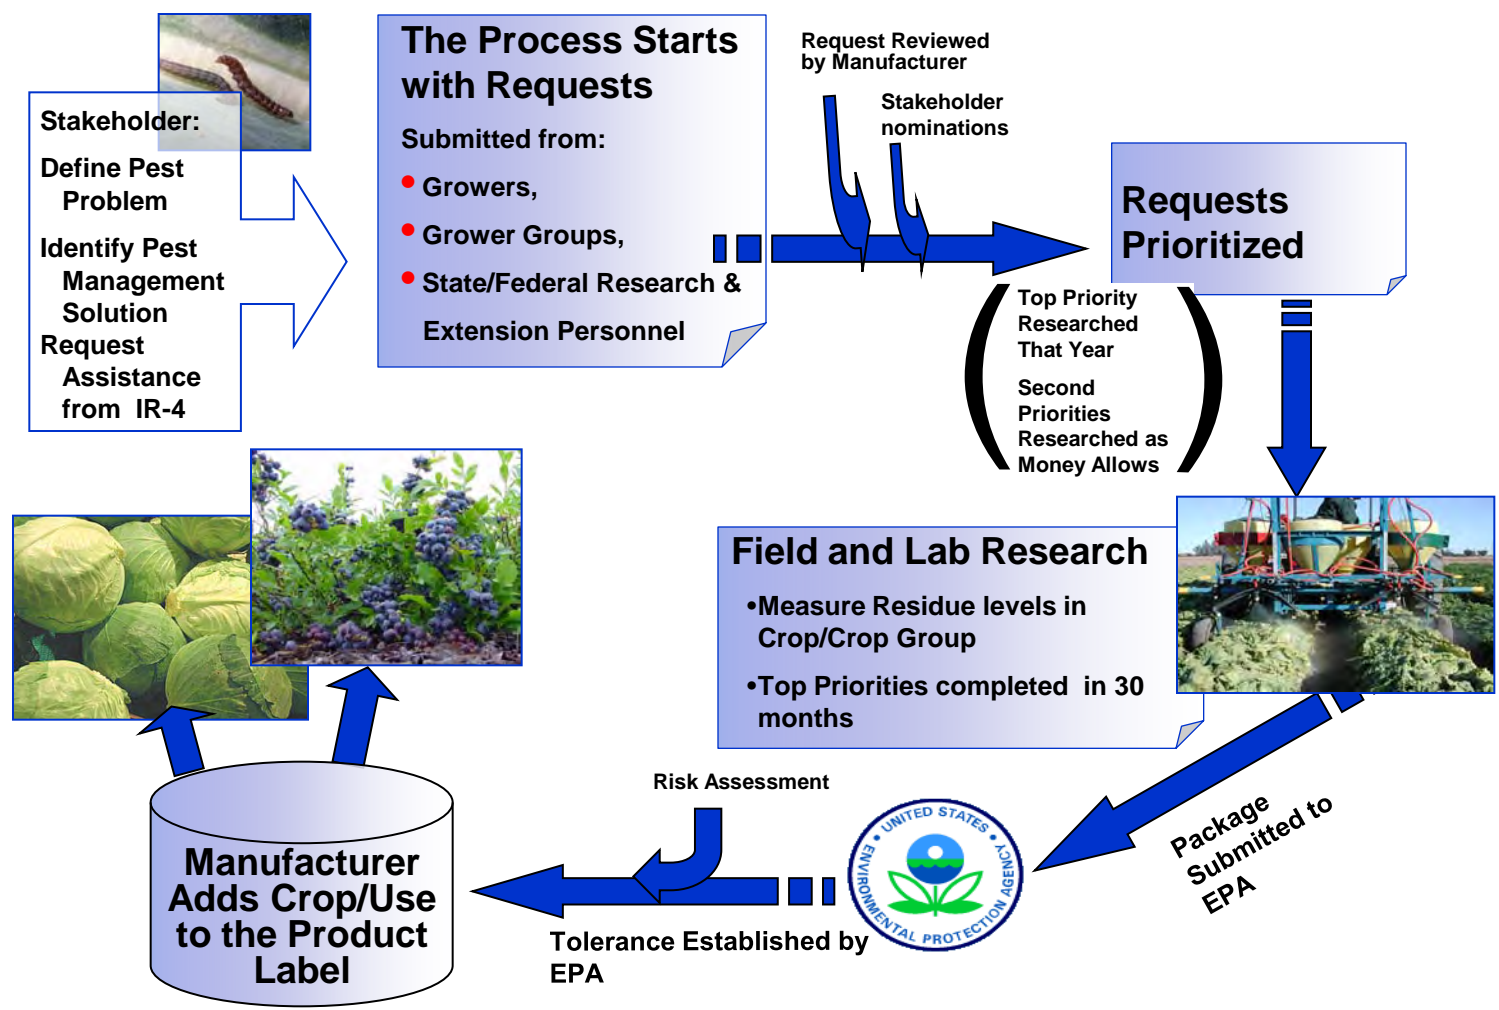 Stakeholder:
Define Pest
Problem
Identify Pest
Management
Solution
Request
Assistance
from IR-4
The Process Starts
with Requests
Submitted from:
• Growers,
• Grower Groups,
• State/Federal Research &
Extension Personnel
Request Reviewed
by Manufacturer
Stakeholder
nominations
Requests
Prioritized
Top Priority
Researched
That Year
Second
Priorities
Researched as
Money Allows
Field and Lab Research
•Measure Residue levels in
Crop/Crop Group
•Top Priorities completed in 30
months
Package
Submitted to
EPA
UNITED STATES
ENVIRONMENTAL PROTECTION AGENCY
Risk Assessment
Tolerance Established by
EPA
Manufacturer
Adds Crop/Use
to the Product
Label